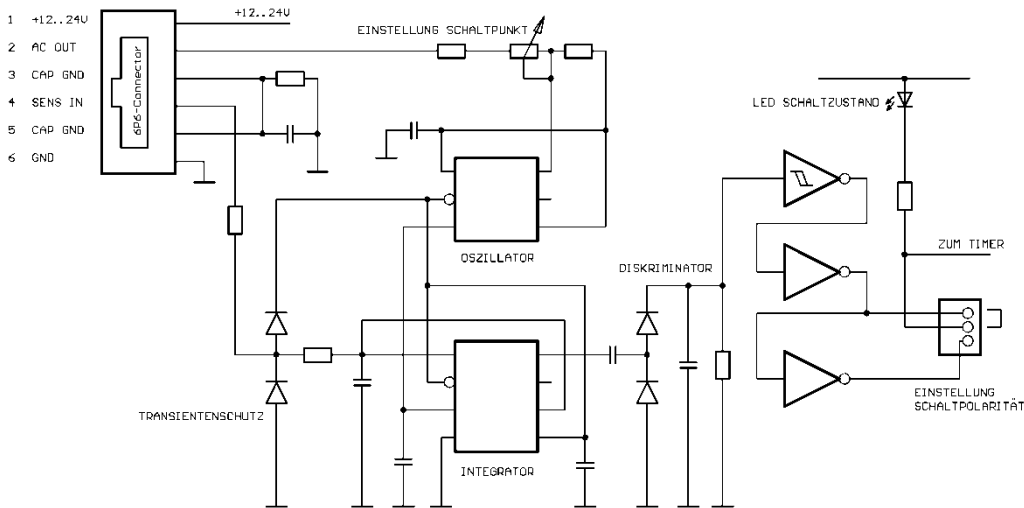 1 +12..24V
2 AC OUT
3 CAP GND
4 SENS IN
5 CAP GND
6 GND
6P6-Connector
+12..24V
EINSTELLUNG SCHALTPUNKT
OSZILLATOR
TRANSIENTENSCHUTZ
INTEGRATOR
DISKRIMINATOR
LED SCHALTZUSTAND
ZUM TIMER
EINSTELLUNG
SCHALTPOLARITÄT